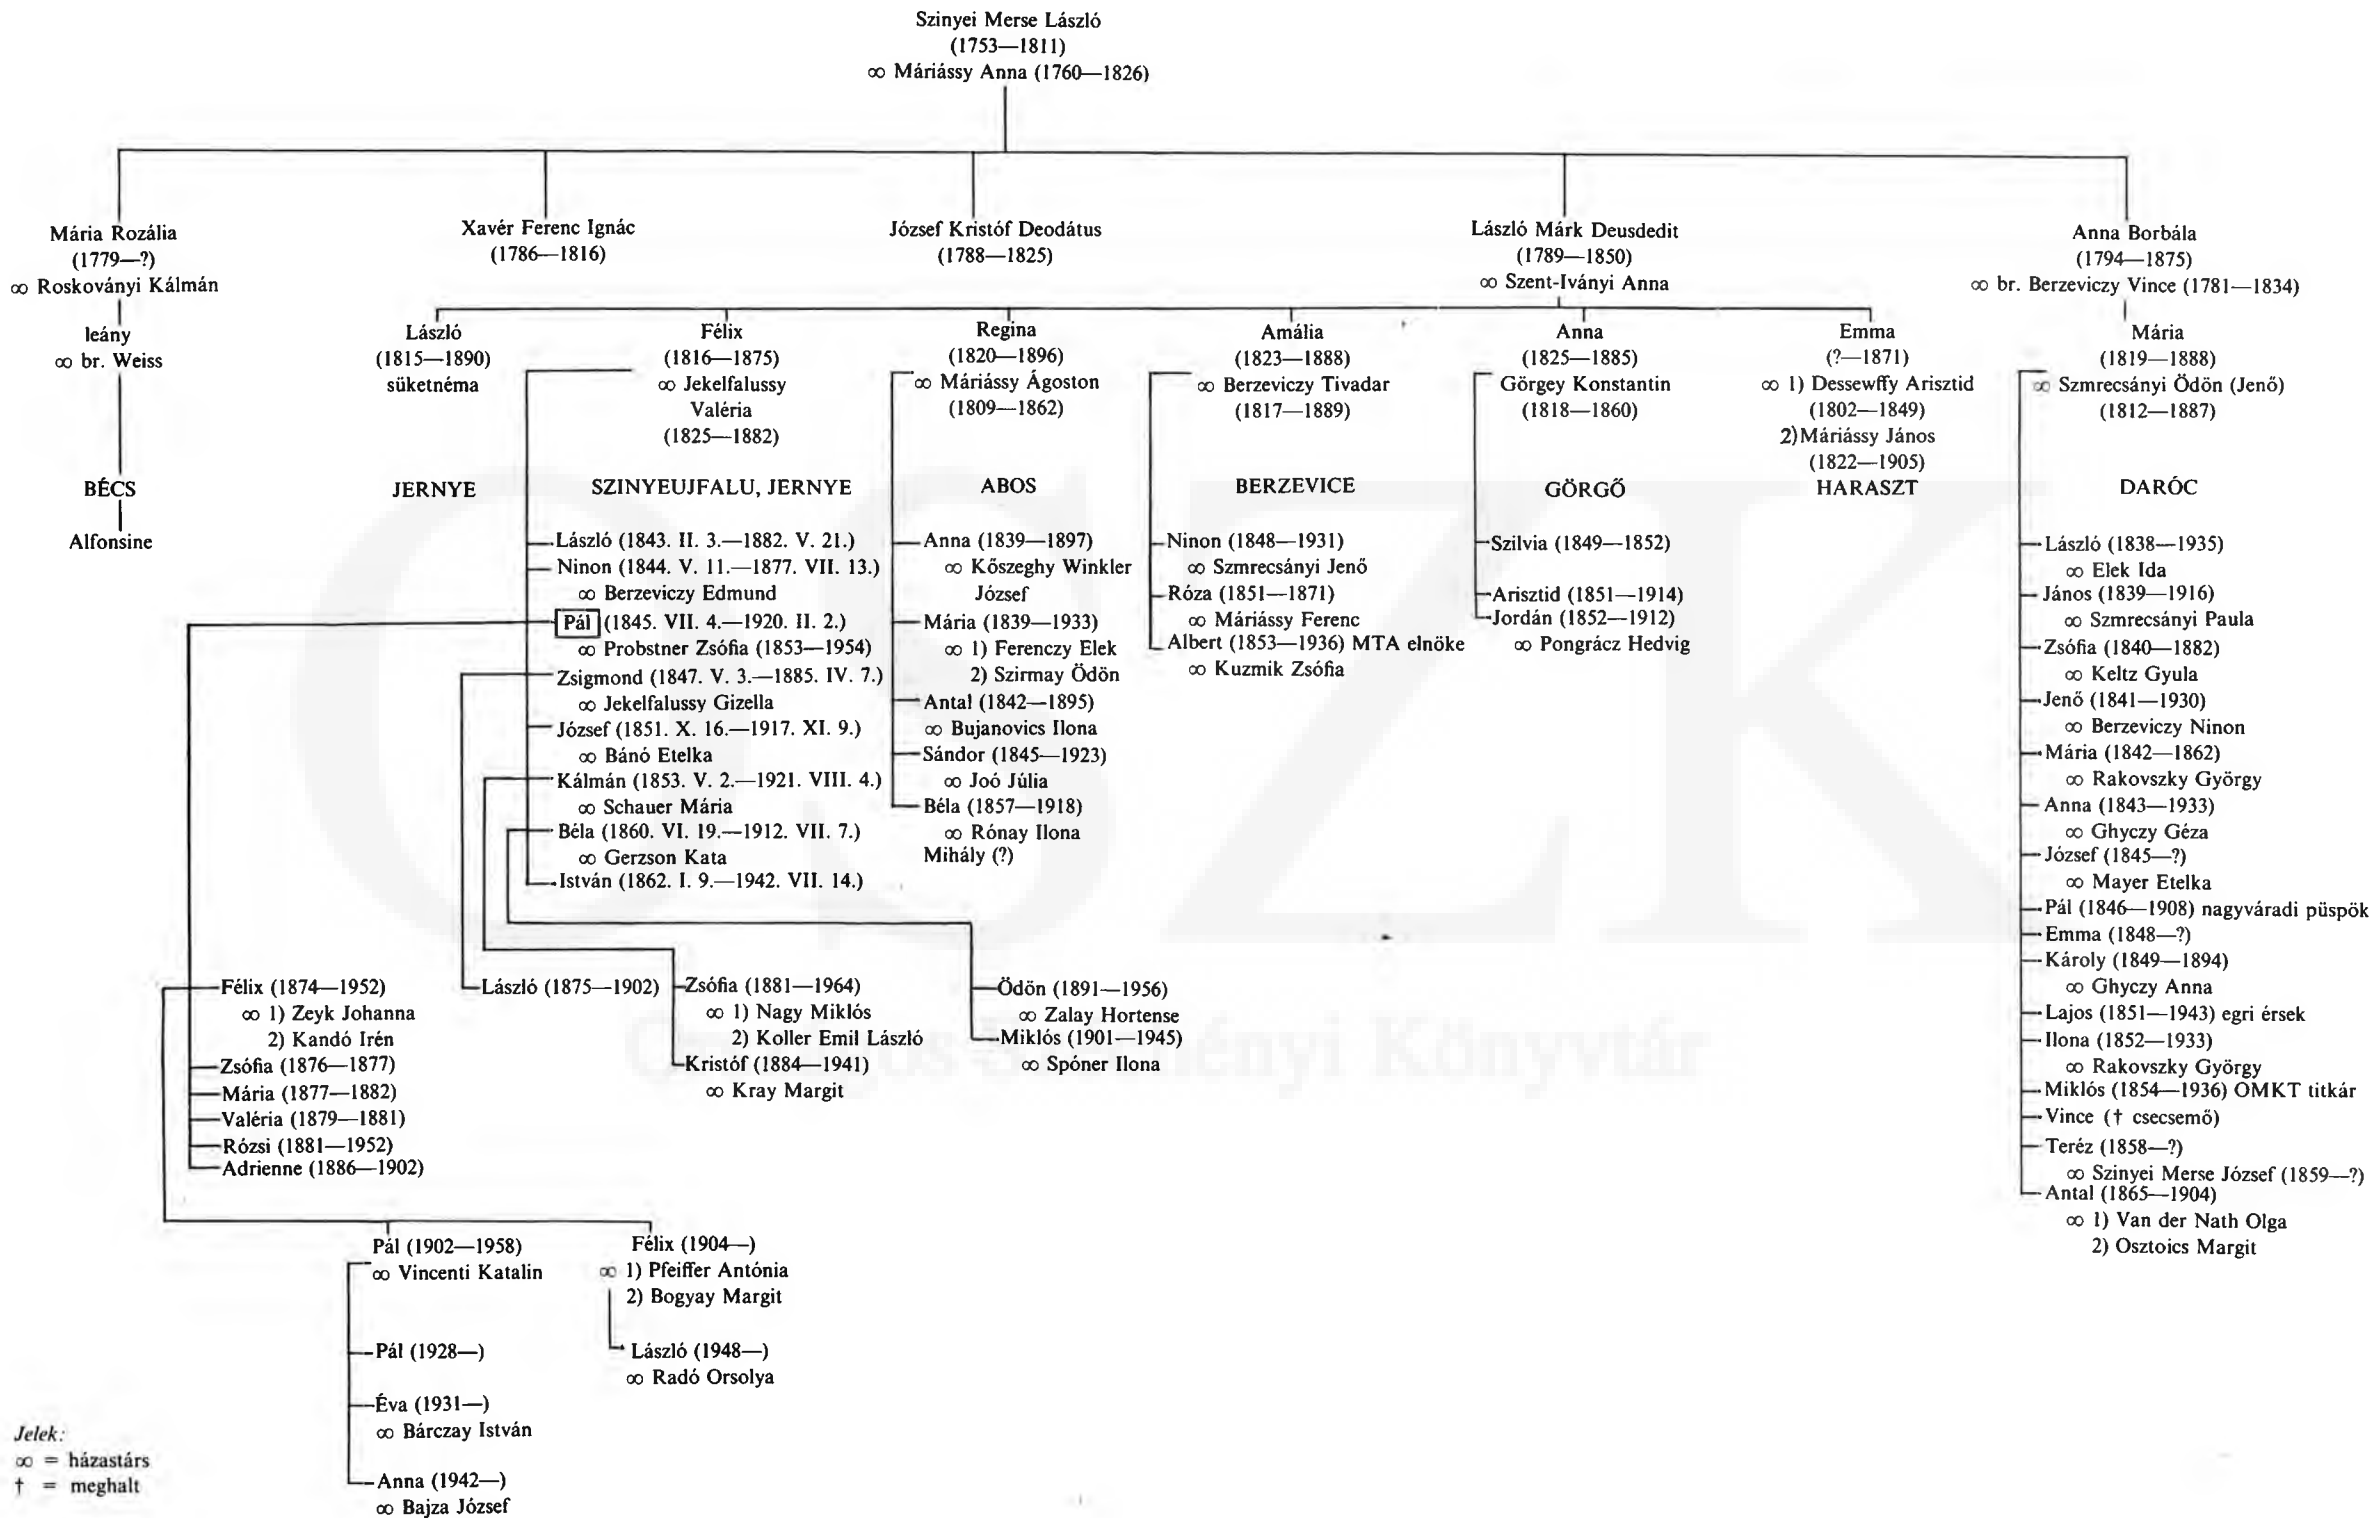 Szinyei Merse László
(1753—1811)
∞ Máriássy Anna (1760—1826)
Mária Rozália
(1779—?)
∞ Roskoványi Kálmán
leány
∞ br. Weiss
BÉCS
Alfonsine
Xavér Ferenc Ignác
(1786—1816)
József Kristóf Deodátus
(1788—1825)
László Márk Deusdedit
(1789—1850)
∞ Szent-Iványi Anna
Anna Borbála
(1794—1875)
∞ br. Berzeviczy Vince (1781—1834)
László
(1815—1890)
süketnéma
JERNYE
Félix
(1816—1875)
∞ Jekelfalussy
Valéria
(1825—1882)
SZINYEUJFALU, JERNYE
László (1843. II. 3.—1882. V. 21.)
Ninon (1844. V. 11.—1877. VII. 13.)
∞ Berzeviczy Edmund
Pál (1845. VII. 4.—1920. II. 2.)
∞ Probstner Zsófia (1853—1954)
Zsigmond (1847. V. 3.—1885. IV. 7.)
∞ Jekelfalussy Gizella
József (1851. X. 16.—1917. XI. 9.)
∞ Bánó Etelka
Kálmán (1853. V. 2.—1921. VIII. 4.)
∞ Schauer Mária
Béla (1860. VI. 19.—1912. VII. 7.)
∞ Gerzson Kata
István (1862. I. 9.—1942. VII. 14.)
Regina
(1820—1896)
∞ Máriássy Ágoston
(1809—1862)
ABOS
Anna (1839—1897)
∞ Kőszeghy Winkler
József
Mária (1839—1933)
∞ 1) Ferenczy Elek
2) Szirmay Ödön
Antal (1842—1895)
∞ Bujanovics Ilona
Sándor (1845—1923)
∞ Joó Júlia
Béla (1857—1918)
∞ Rónay Ilona
Mihály (?)
Amália
(1823—1888)
∞ Berzeviczy Tivadar
(1817—1889)
BERZEVICE
Ninon (1848—1931)
∞ Szmrecsányi Jenő
Róza (1851—1871)
∞ Máriássy Ferenc
Albert (1853—1936) MTA elnöke
∞ Kuzmik Zsófia
Anna
(1825—1885)
Görgey Konstantin
(1818—1860)
GÖRGŐ
Szilvia (1849—1852)
Arisztid (1851—1914)
Jordán (1852—1912)
∞ Pongrácz Hedvig
Emma
(?—1871)
∞ 1) Dessewffy Arisztid
(1802—1849)
2) Máriássy János
(1822—1905)
HARASZT
Mária
(1819—1888)
∞ Szmrecsányi Ödön (Jenő)
(1812—1887)
DARÓC
László (1838—1935)
∞ Elek Ida
János (1839—1916)
∞ Szmrecsányi Paula
Zsófia (1840—1882)
∞ Keltz Gyula
Jenő (1841—1930)
∞ Berzeviczy Ninon
Mária (1842—1862)
∞ Rakovszky György
Anna (1843—1933)
∞ Ghyczy Géza
József (1845—?)
∞ Mayer Etelka
Pál (1846—1908) nagyváradi püspök
Emma (1848—?)
Károly (1849—1894)
∞ Ghyczy Anna
Lajos (1851—1943) egri érsek
Ilona (1852—1933)
∞ Rakovszky György
Miklós (1854—1936) OMKT titkár
Vince († csecsemő)
Teréz (1858—?)
∞ Szinyei Merse József (1859—?)
Antal (1865—1904)
∞ 1) Van der Nath Olga
2) Osztoics Margit
Félix (1874—1952)
∞ 1) Zeyk Johanna
2) Kandó Irén
Zsófia (1876—1877)
Mária (1877—1882)
Valéria (1879—1881)
Rózsi (1881—1952)
Adrienne (1886—1902)
László (1875—1902)
Zsófia (1881—1964)
∞ 1) Nagy Miklós
2) Koller Emil László
Kristóf (1884—1941)
∞ Kray Margit
Ödön (1891—1956)
∞ Zalay Hortense
Miklós (1901—1945)
∞ Spóner Ilona
Pál (1902—1958)
∞ Vincenti Katalin
Pál (1928—)
Éva (1931—)
∞ Bárczay István
Anna (1942—)
∞ Bajza József
Félix (1904—)
∞ 1) Pfeiffer Antónia
2) Bogyay Margit
László (1948—)
∞ Radó Orsolya
Jelek:
∞ = házastárs
† = meghalt
OSZK
Könyvtár